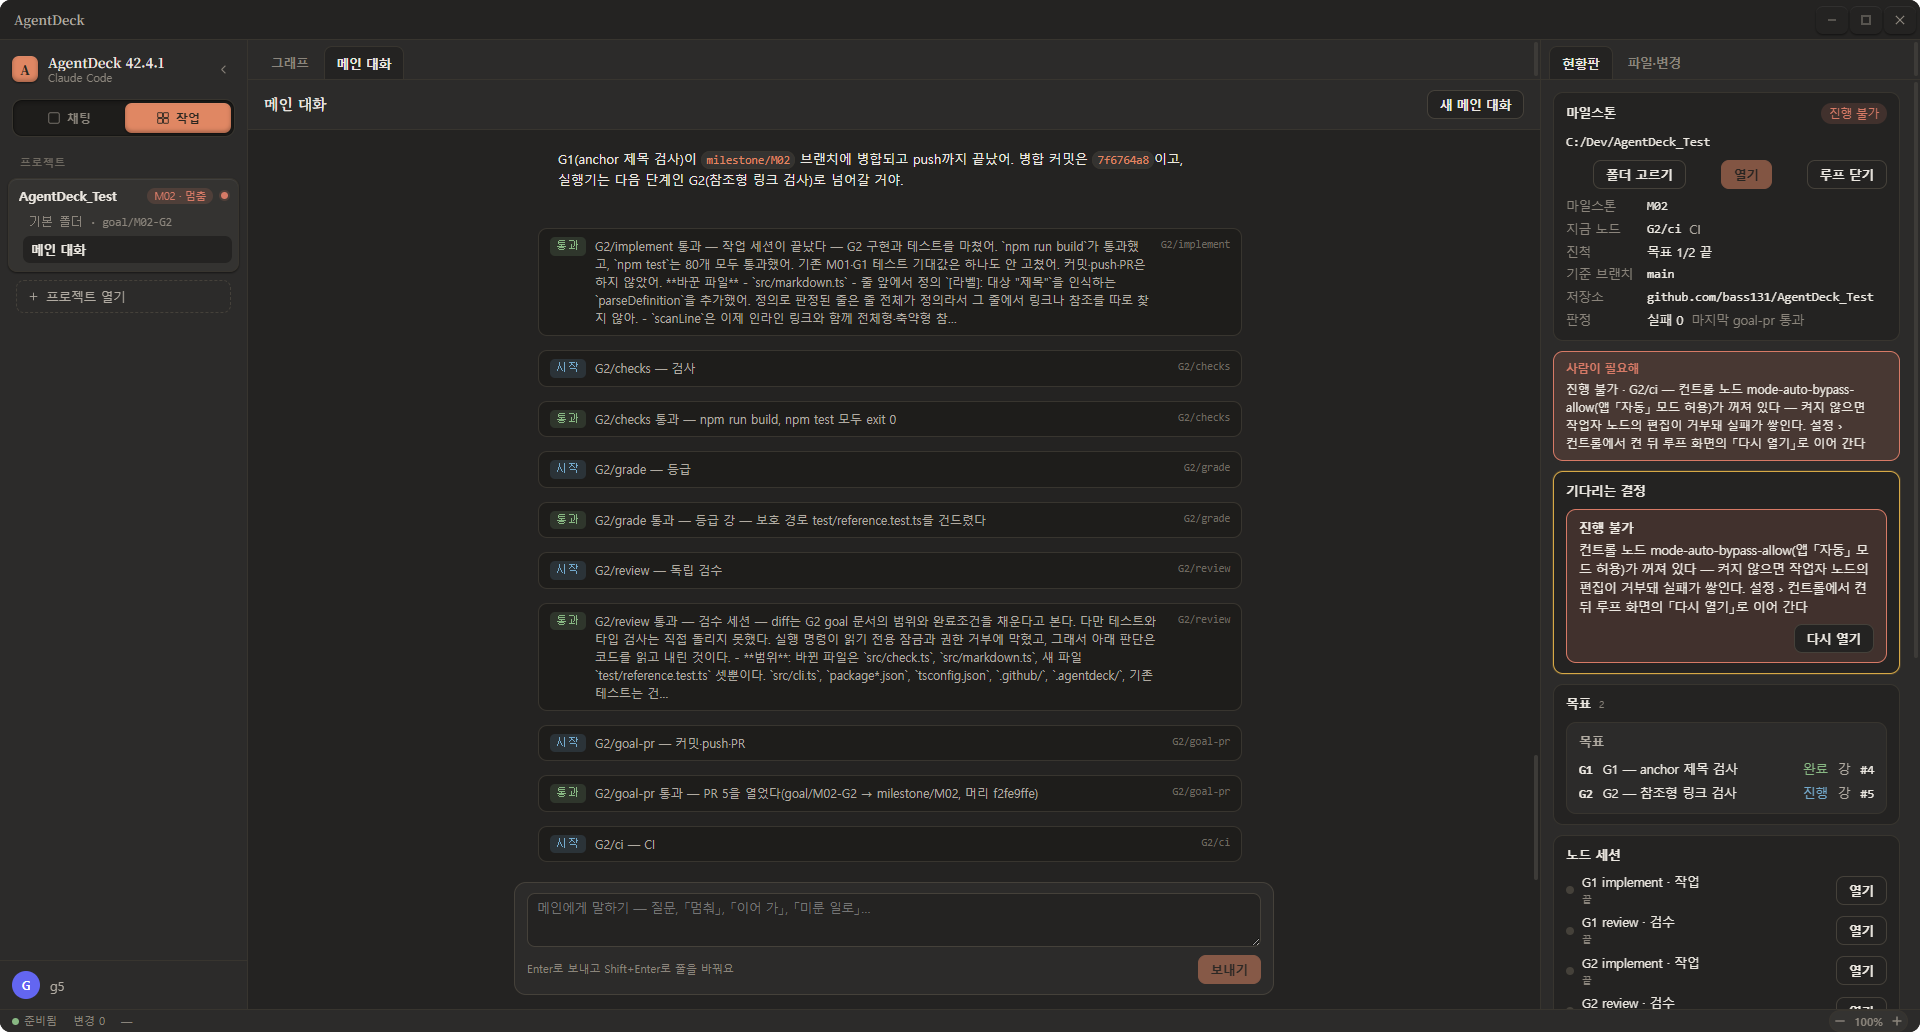 AgentDeck
A
AgentDeck 42.4.1
Claude Code
채팅
작업
프로젝트
AgentDeck_Test
M02 · 멈춤
기본 폴더 · goal/M02-G2
메인 대화
+ 프로젝트 열기
G
g5
준비됨
변경 0
—
그래프
메인 대화
메인 대화
새 메인 대화
G1(anchor 제목 검사)이 milestone/M02 브랜치에 병합되고 push까지 끝났어. 병합 커밋은 7f6764a8이고,
실행기는 다음 단계인 G2(참조형 링크 검사)로 넘어갈 거야.
통과
G2/implement 통과 — 작업 세션이 끝났다 — G2 구현과 테스트를 마쳤어. `npm run build`가 통과했
고, `npm test`는 80개 모두 통과했어. 기존 M01·G1 테스트 기대값은 하나도 안 고쳤어. 커밋·push·PR은
하지 않았어. **바꾼 파일** - `src/markdown.ts` - 줄 앞에서 정의 `[라벨]: 대상 "제목"`을 인식하는
`parseDefinition`을 추가했어. 정의로 판정된 줄은 줄 전체가 정의라서 그 줄에서 링크나 참조를 따로 찾
지 않아. - `scanLine`은 이제 인라인 링크와 함께 전체형·축약형 참...
G2/implement
시작
G2/checks — 검사
G2/checks
통과
G2/checks 통과 — npm run build, npm test 모두 exit 0
G2/checks
시작
G2/grade — 등급
G2/grade
통과
G2/grade 통과 — 등급 강 — 보호 경로 test/reference.test.ts를 건드렸다
G2/grade
시작
G2/review — 독립 검수
G2/review
통과
G2/review 통과 — 검수 세션 — diff는 G2 goal 문서의 범위와 완료조건을 채운다고 본다. 다만 테스트와
타입 검사는 직접 돌리지 못했다. 실행 명령이 읽기 전용 잠금과 권한 거부에 막혔고, 그래서 아래 판단은
코드를 읽고 내린 것이다. - **범위**: 바뀐 파일은 `src/check.ts`, `src/markdown.ts`, 새 파일
`test/reference.test.ts` 셋뿐이다. `src/cli.ts`, `package*.json`, `tsconfig.json`, `.github/`, `.agentdeck/`, 기존
테스트는 건...
G2/review
시작
G2/goal-pr — 커밋·push·PR
G2/goal-pr
통과
G2/goal-pr 통과 — PR 5을 열었다(goal/M02-G2 → milestone/M02, 머리 f2fe9ffe)
G2/goal-pr
시작
G2/ci — CI
G2/ci
메인에게 말하기 — 질문, 「멈춰」, 「이어 가」, 「미룬 일로」...
Enter로 보내고 Shift+Enter로 줄을 바꿔요
보내기
현황판
파일·변경
마일스톤
진행 불가
C:/Dev/AgentDeck_Test
폴더 고르기
열기
루프 닫기
마일스톤 M02
지금 노드 G2/ci CI
진척 목표 1/2 끝
기준 브랜치 main
저장소 github.com/bass131/AgentDeck_Test
판정 실패 0 마지막 goal-pr 통과
사람이 필요해
진행 불가 · G2/ci — 컨트롤 노드 mode-auto-bypass-
allow(앱 「자동」 모드 허용)가 꺼져 있다 — 켜지 않으면
작업자 노드의 편집이 거부돼 실패가 쌓인다. 설정 ›
컨트롤에서 켠 뒤 루프 화면의 「다시 열기」로 이어 간다
기다리는 결정
진행 불가
컨트롤 노드 mode-auto-bypass-allow(앱 「자동」 모
드 허용)가 꺼져 있다 — 켜지 않으면 작업자 노드의
편집이 거부돼 실패가 쌓인다. 설정 › 컨트롤에서 켠
뒤 루프 화면의 「다시 열기」로 이어 간다
다시 열기
목표 2
목표
G1 G1 — anchor 제목 검사 완료 강 #4
G2 G2 — 참조형 링크 검사 진행 강 #5
노드 세션
G1 implement · 작업
끝
열기
G1 review · 검수
끝
열기
G2 implement · 작업
끝
열기
G2 review · 검수
열기
100%